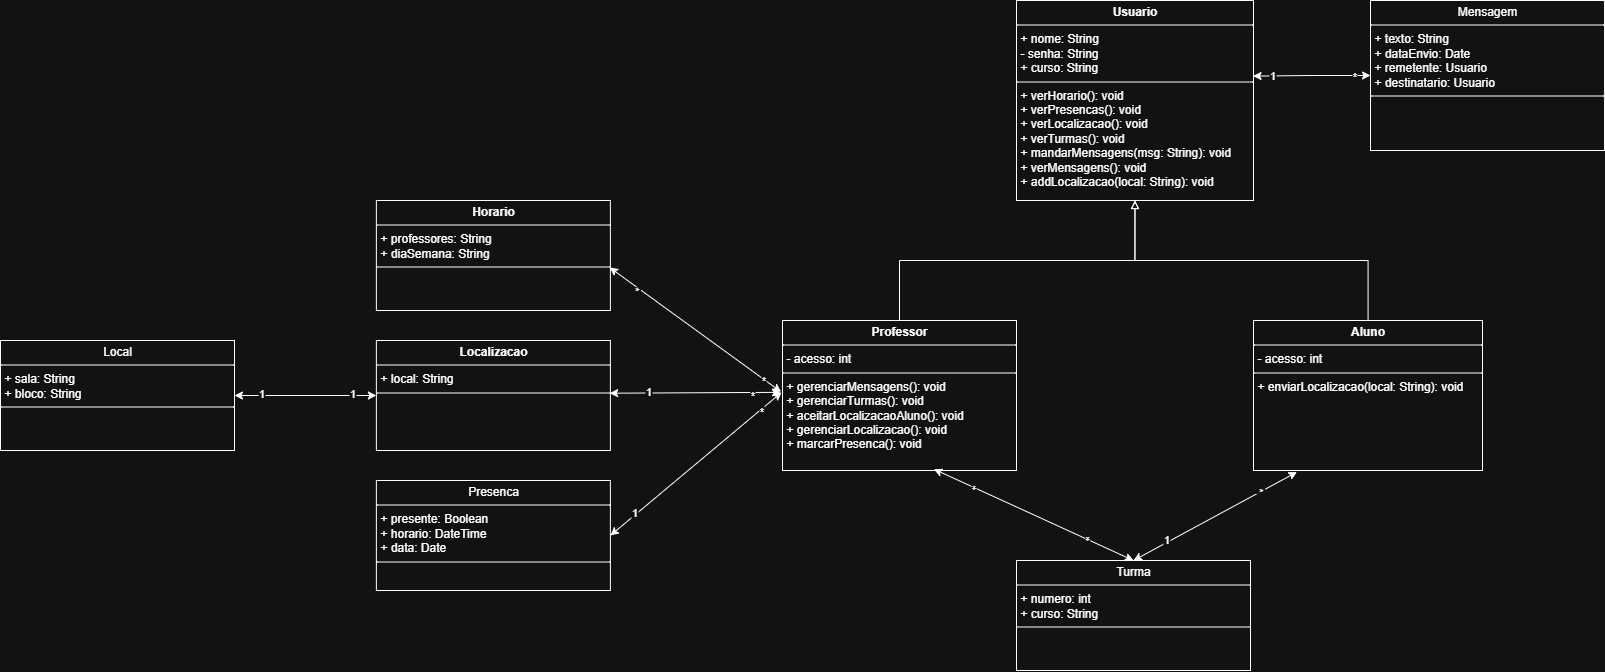 Usuario
+ nome: String
- senha: String
+ curso: String
+ verHorario(): void
+ verPresencas(): void
+ verLocalizacao(): void
+ verTurmas(): void
+ mandarMensagens(msg: String): void
+ verMensagens(): void
+ addLocalizacao(local: String): void
1
*
Mensagem
+ texto: String
+ dataEnvio: Date
+ remetente: Usuario
+ destinatario: Usuario
Horario
+ professores: String
+ diaSemana: String
*
*
Local
+ sala: String
+ bloco: String
1
1
Localizacao
+ local: String
1
*
Presenca
+ presente: Boolean
+ horario: DateTime
+ data: Date
1
*
Professor
- acesso: int
+ gerenciarMensagens(): void
+ gerenciarTurmas(): void
+ aceitarLocalizacaoAluno(): void
+ gerenciarLocalizacao(): void
+ marcarPresenca(): void
Aluno
- acesso: int
+ enviarLocalizacao(local: String): void
*
*
*
1
Turma
+ numero: int
+ curso: String